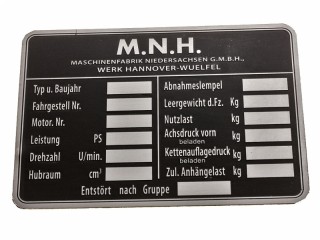 M.N.H.
MASCHINENFABRIK NIEDERSACHSEN G.M.B.H.,
WERK HANNOVER-WUELFEL
Typ u. Baujahr
Fahrgestell Nr.
Motor. Nr.
Leistung PS
Drehzahl U/min.
Hubraum cm³
Abnahmestempel
Leergewicht d.Fz. Kg
Nutzlast kg
Achsdruck vorn kg
beladen
Kettenauflagedruck kg
beladen
Zul. Anhängelast kg
Entstört nach Gruppe